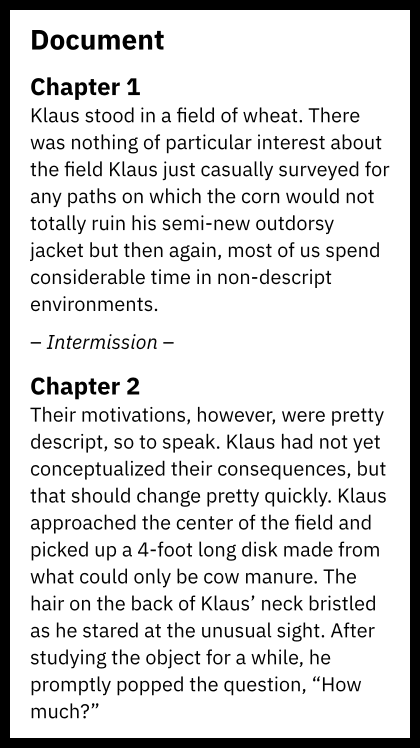 Document
Chapter 1
Klaus stood in a field of wheat. There
was nothing of particular interest about
the field Klaus just casually surveyed for
any paths on which the corn would not
totally ruin his semi-new outdorsy
jacket but then again, most of us spend
considerable time in non-descript
environments.
– Intermission –
Chapter 2
Their motivations, however, were pretty
descript, so to speak. Klaus had not yet
conceptualized their consequences, but
that should change pretty quickly. Klaus
approached the center of the field and
picked up a 4-foot long disk made from
what could only be cow manure. The
hair on the back of Klaus’ neck bristled
as he stared at the unusual sight. After
studying the object for a while, he
promptly popped the question, “How
much?”